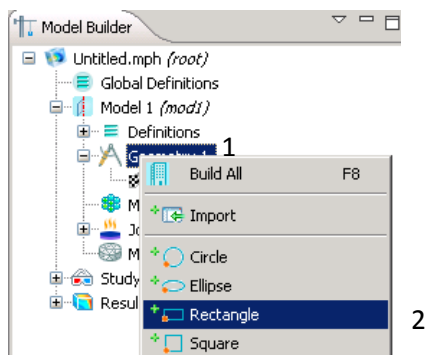 Model Builder
Untitled.mph (root)
Global Definitions
Model 1 (mod1)
Definitions
1
Build All F8
Import
Circle
Study
Ellipse
Rectangle
2
Square